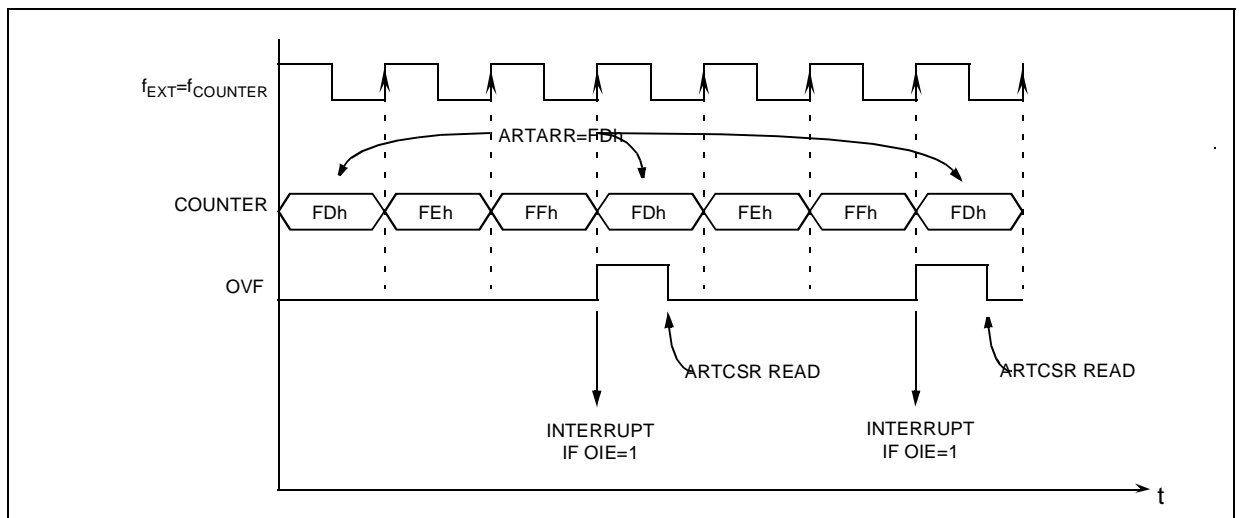 fEXT=fCOUNTER
ARTARR=FDh
COUNTER FDh FEh FFh FDh FEh FFh FDh
OVF
ARTCSR READ ARTCSR READ
INTERRUPT INTERRUPT
IF OIE=1 IF OIE=1
t